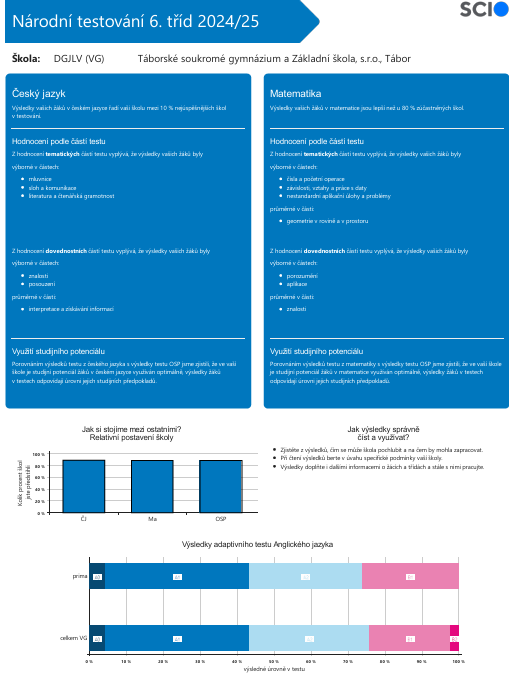 Národní testování 6. tříd 2024/25
SCIO
Škola: DGJLV (VG) Táborské soukromé gymnázium a Základní škola, s.r.o., Tábor
Český jazyk
Výsledky vašich žáků v českém jazyce řadí vaši školu mezi 10 % nejúspěšnějších škol
v testování.
Hodnocení podle částí testu
Z hodnocení tematických částí testu vyplývá, že výsledky vašich žáků byly
výborné v částech:
mluvnice
sloh a komunikace
literatura a čtenářská gramotnost
Z hodnocení dovednostních částí testu vyplývá, že výsledky vašich žáků byly
výborné v částech:
znalosti
posouzení
průměrné v části:
interpretace a získávání informací
Využití studijního potenciálu
Porovnáním výsledků testu z českého jazyka s výsledky testu OSP jsme zjistili, že ve vaší
škole je studijní potenciál žáků v českém jazyce využíván optimálně, výsledky žáků
v testech odpovídají úrovni jejich studijních předpokladů.
Matematika
Výsledky vašich žáků v matematice jsou lepší než u 80 % zúčastněných škol.
Hodnocení podle částí testu
Z hodnocení tematických částí testu vyplývá, že výsledky vašich žáků byly
výborné v částech:
čísla a početní operace
závislosti, vztahy a práce s daty
nestandardní aplikační úlohy a problémy
průměrné v části:
geometrie v rovině a v prostoru
Z hodnocení dovednostních částí testu vyplývá, že výsledky vašich žáků byly
výborné v částech:
porozumění
aplikace
průměrné v části:
znalosti
Využití studijního potenciálu
Porovnáním výsledků testu z matematiky s výsledky testu OSP jsme zjistili, že ve vaší škole
je studijní potenciál žáků v matematice využíván optimálně, výsledky žáků v testech
odpovídají úrovni jejich studijních předpokladů.
Jak si stojíme mezi ostatními?
Relativní postavení školy
Kolik procent škol
jste předstihli
100 %
80 %
60 %
40 %
20 %
0 %
ČJ Ma OSP
Jak výsledky správně
číst a využívat?
Zjistěte z výsledků, čím se může škola pochlubit a na čem by mohla zapracovat.
Při čtení výsledků berte v úvahu specifické podmínky vaší školy.
Výsledky doplňte i dalšími informacemi o žácích a třídách a stále s nimi pracujte.
Výsledky adaptivního testu Anglického jazyka
prima
celkem VG
0 % 10 % 20 % 30 % 40 % 50 % 60 % 70 % 80 % 90 % 100 %
výsledné úrovně v testu